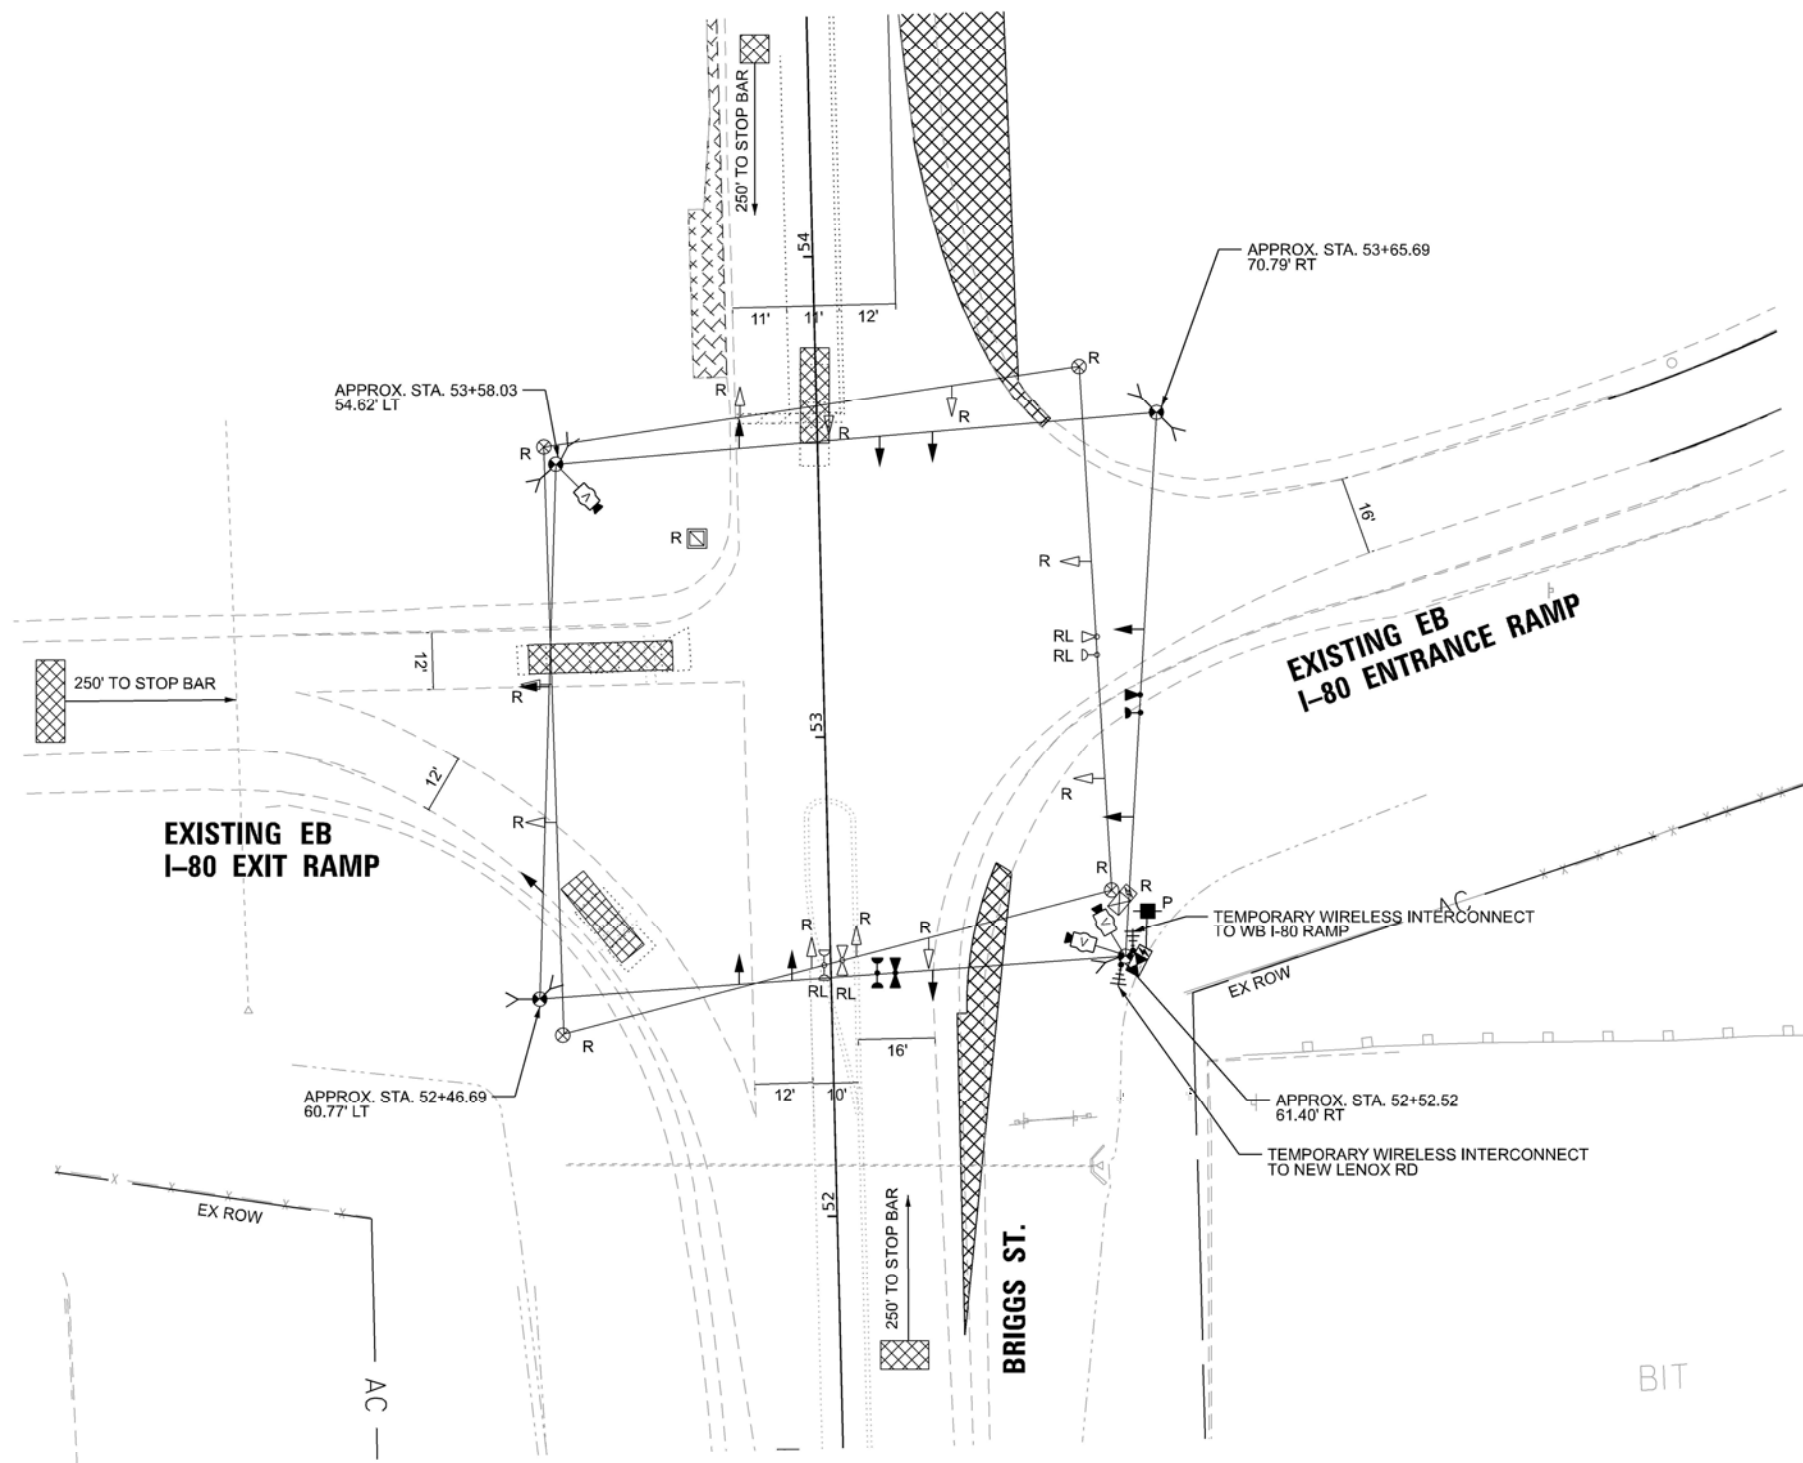 250' TO STOP BAR
54
APPROX. STA. 53+65.69
70.79' RT
11'
11'
12'
R
APPROX. STA. 53+58.03
54.62' LT
R
R
R
R
16'
R
R
EXISTING EB
I-80 ENTRANCE RAMP
RL
RL
12'
250' TO STOP BAR
R
53
12'
R
R
EXISTING EB
I-80 EXIT RAMP
R
R
P
AC
R
R
R
TEMPORARY WIRELESS INTERCONNECT
TO WB I-80 RAMP
V
V
V
EX ROW
RL
RL
R
16'
12'
10'
APPROX. STA. 52+46.69
60.77' LT
APPROX. STA. 52+52.52
61.40' RT
TEMPORARY WIRELESS INTERCONNECT
TO NEW LENOX RD
EX ROW
52
250' TO STOP BAR
BRIGGS ST.
AC
BIT